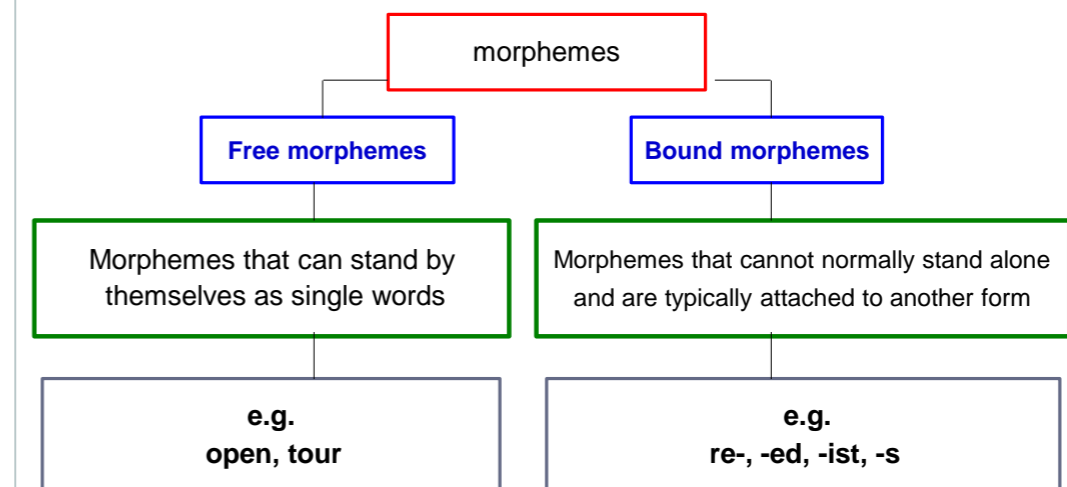 morphemes
Free morphemes
Bound morphemes
Morphemes that can stand by
themselves as single words
Morphemes that cannot normally stand alone
and are typically attached to another form
e.g.
open, tour
e.g.
re-, -ed, -ist, -s